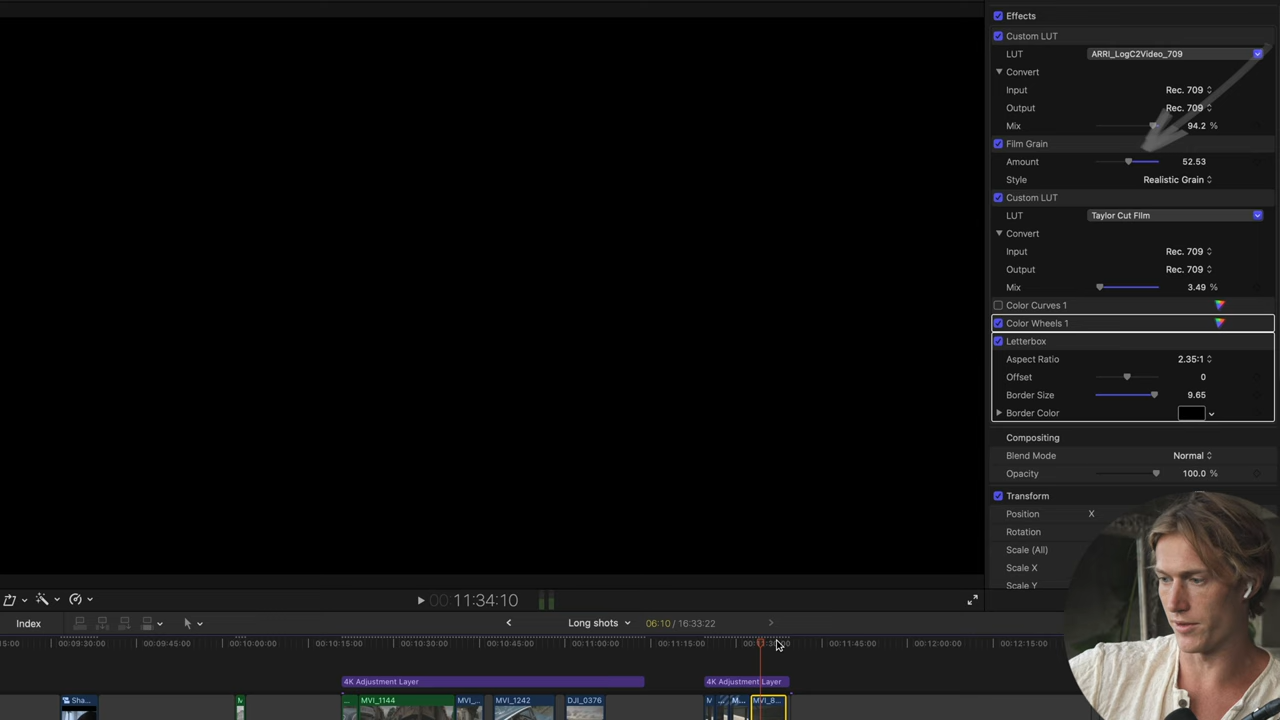 Effects
Custom LUT
LUT ARRI_LogC2Video_709
Convert
Input Rec. 709
Output Rec. 709
Mix 94.2 %
Film Grain
Amount 52.53
Style Realistic Grain
Custom LUT
LUT Taylor Cut Film
Convert
Input Rec. 709
Output Rec. 709
Mix 3.49 %
Color Curves 1
Color Wheels 1
Letterbox
Aspect Ratio 2.35:1
Offset 0
Border Size 9.65
Border Color
Compositing
Blend Mode Normal
Opacity 100.0 %
Transform
Position X
Rotation
Scale (All)
Scale X
Scale Y
00 11:34:10
Index Long shots 06:10 / 16:33:22
00:09:30:00 00:09:45:00 00:10:00:00 00:10:15:00 00:10:30:00 00:10:45:00 00:11:00:00 00:11:15:00 00:11:45:00 00:12:00:00 00:12:15:00
4K Adjustment Layer 4K Adjustment Layer
Sha... M ... MVI_1144 MVI_... MVI_1242 DJI_0376 M... MVI_8...